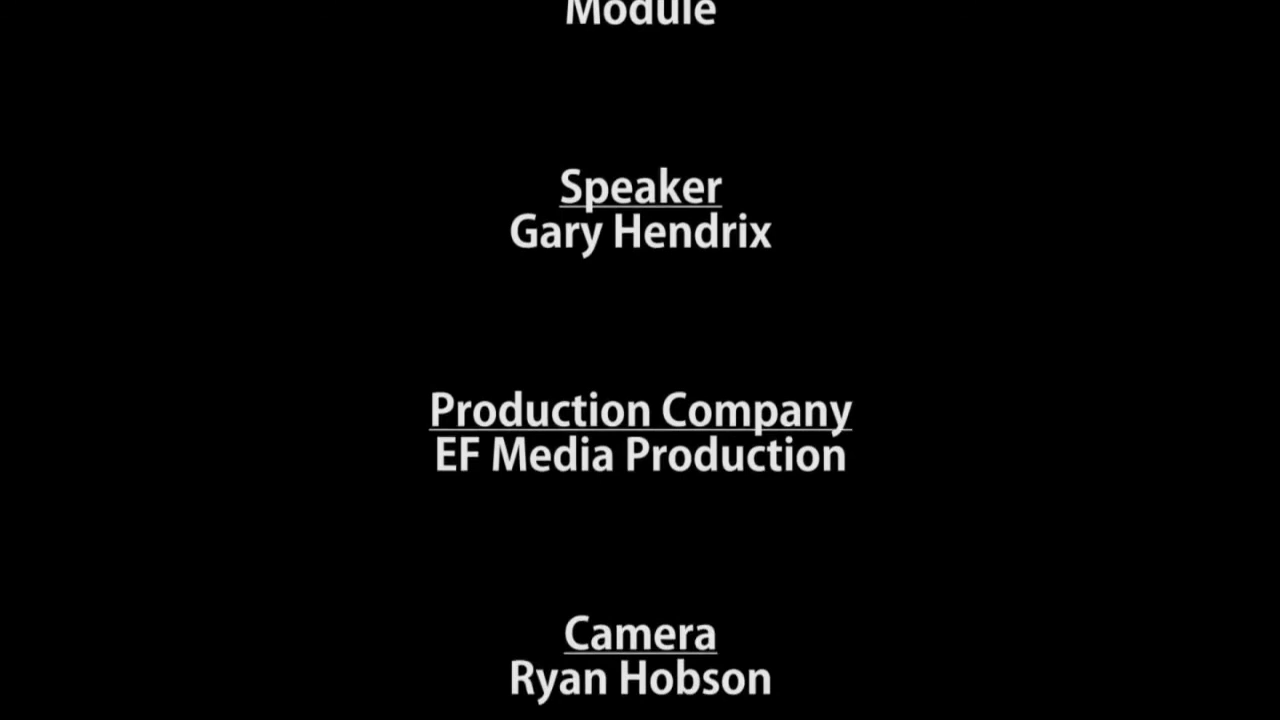 Module
Speaker
Gary Hendrix
Production Company
EF Media Production
Camera
Ryan Hobson